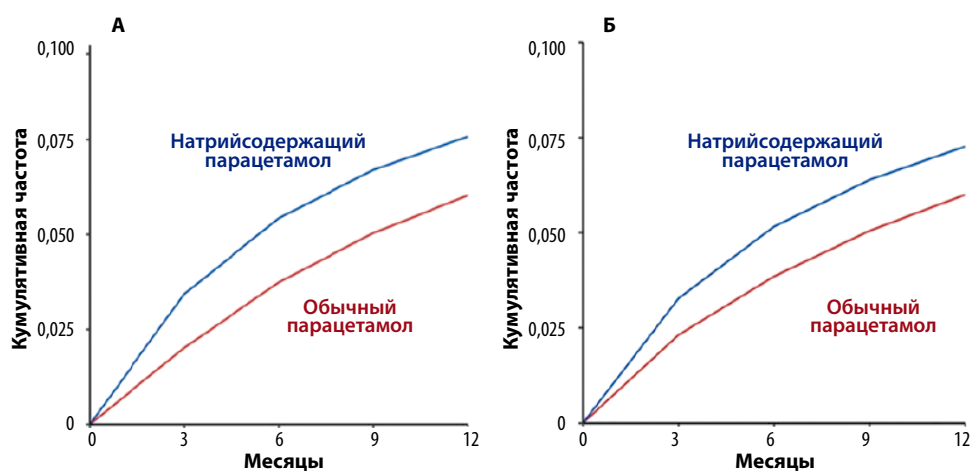 А
Кумулятивная частота
0,100
0,075
0,050
0,025
0
Натрийсодержащий
парацетамол
Обычный
парацетамол
0 3 6 9 12
Месяцы
Б
Кумулятивная частота
0,100
0,075
0,050
0,025
0
Натрийсодержащий
парацетамол
Обычный
парацетамол
0 3 6 9 12
Месяцы